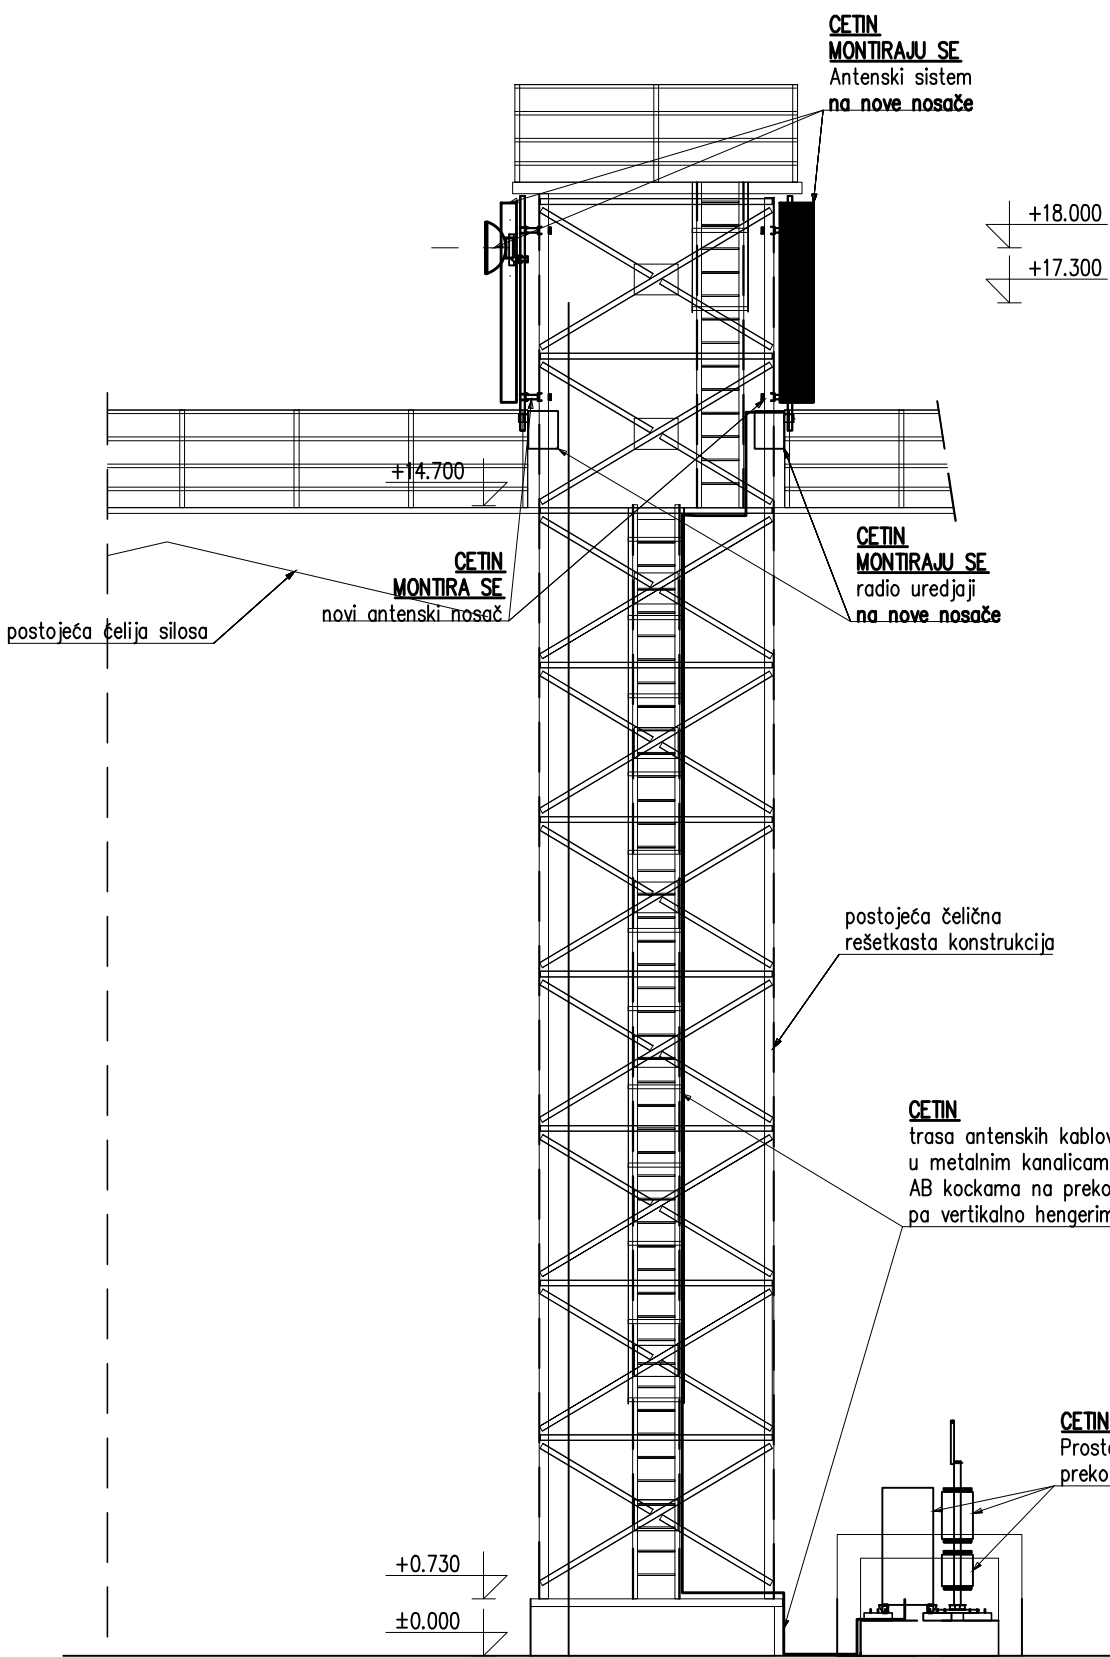 CETIN
MONTIRAJU SE
Antenski sistem
na nove nosače
+18.000
+17.300
+14.700
CETIN
MONTIRA SE
novi antenski nosač
CETIN
MONTIRAJU SE
radio uredjaji
na nove nosače
postojeća ćelija silosa
postojeća čelična
rešetkasta konstrukcija
CETIN
trasa antenskih kablov
u metalnim kanalicam
AB kockama na preko
pa vertikalno hengerim
CETIN
Prosto
preko
+0.730
±0.000